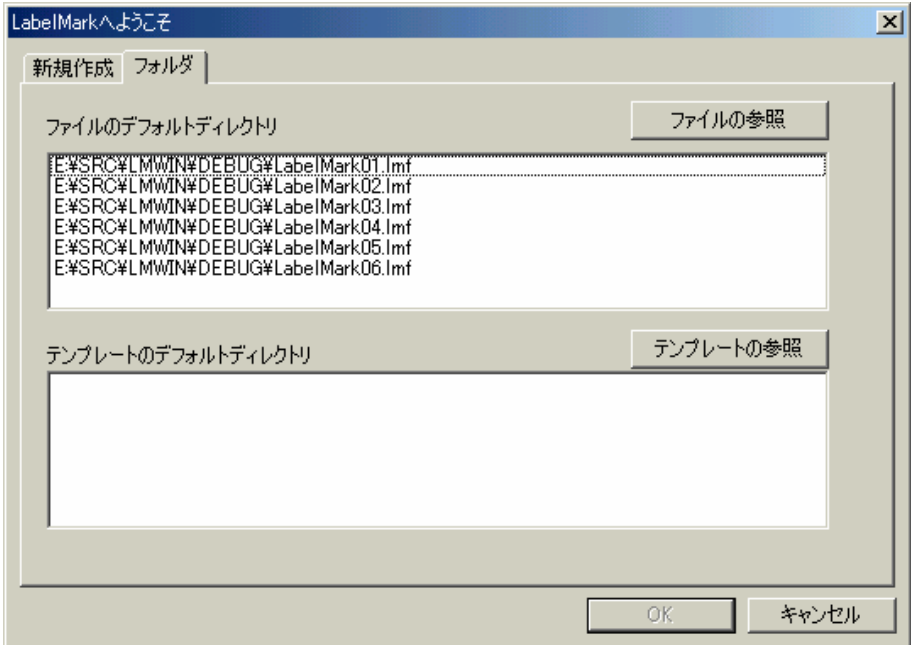 LabelMarkへようこそ
新規作成 フォルダ
ファイルのデフォルトディレクトリ ファイルの参照
E:¥SRC¥LMWIN¥DEBUG¥LabelMark01.lmf
E:¥SRC¥LMWIN¥DEBUG¥LabelMark02.lmf
E:¥SRC¥LMWIN¥DEBUG¥LabelMark03.lmf
E:¥SRC¥LMWIN¥DEBUG¥LabelMark04.lmf
E:¥SRC¥LMWIN¥DEBUG¥LabelMark05.lmf
E:¥SRC¥LMWIN¥DEBUG¥LabelMark06.lmf
テンプレートのデフォルトディレクトリ テンプレートの参照
OK キャンセル